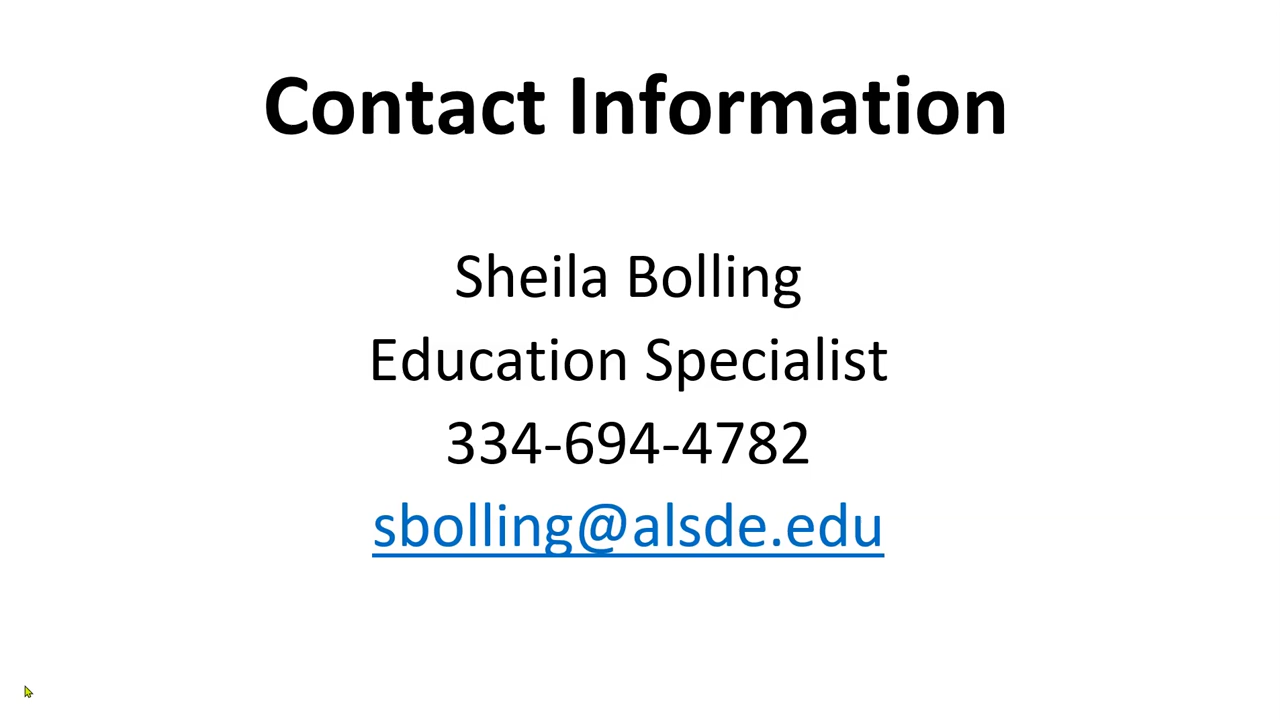 Contact Information
Sheila Bolling
Education Specialist
334-694-4782
sbolling@alsde.edu